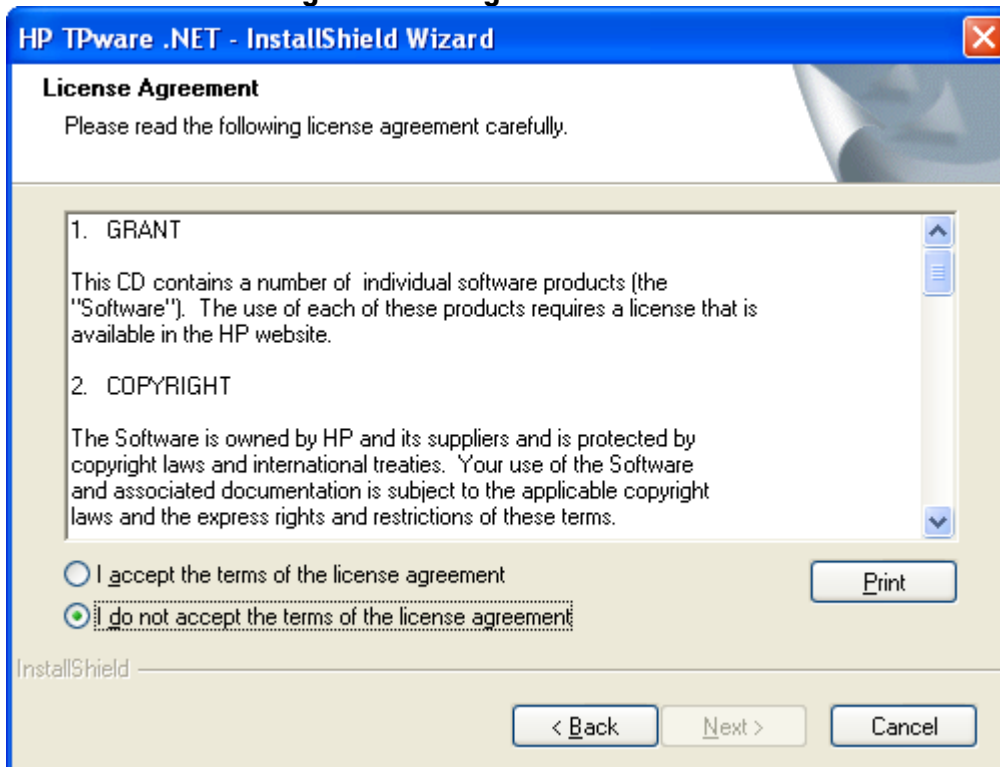 HP TPware .NET - InstallShield Wizard
License Agreement
Please read the following license agreement carefully.
1. GRANT
This CD contains a number of individual software products (the
"Software"). The use of each of these products requires a license that is
available in the HP website.
2. COPYRIGHT
The Software is owned by HP and its suppliers and is protected by
copyright laws and international treaties. Your use of the Software
and associated documentation is subject to the applicable copyright
laws and the express rights and restrictions of these terms.
I accept the terms of the license agreement
Print
I do not accept the terms of the license agreement
InstallShield
< Back Next > Cancel